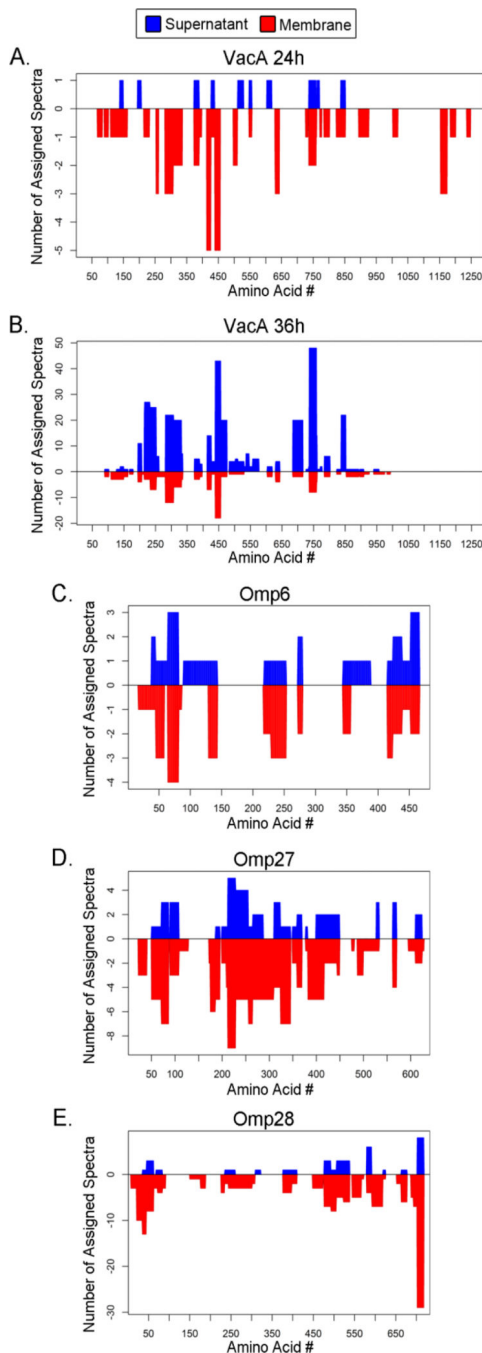 Supernatant Membrane
A. VacA 24h
Number of Assigned Spectra
1
0
-1
-2
-3
-4
-5
50 150 250 350 450 550 650 750 850 950 1100 1250
Amino Acid #
B. VacA 36h
Number of Assigned Spectra
50
40
30
20
10
0
-10
-20
50 150 250 350 450 550 650 750 850 950 1100 1250
Amino Acid #
C. Omp6
Number of Assigned Spectra
3
2
1
0
-1
-2
-3
-4
50 100 150 200 250 300 350 400 450
Amino Acid #
D. Omp27
Number of Assigned Spectra
4
2
0
-2
-4
-6
-8
50 100 200 300 400 500 600
Amino Acid #
E. Omp28
Number of Assigned Spectra
0
-10
-20
-30
50 150 250 350 450 550 650
Amino Acid #